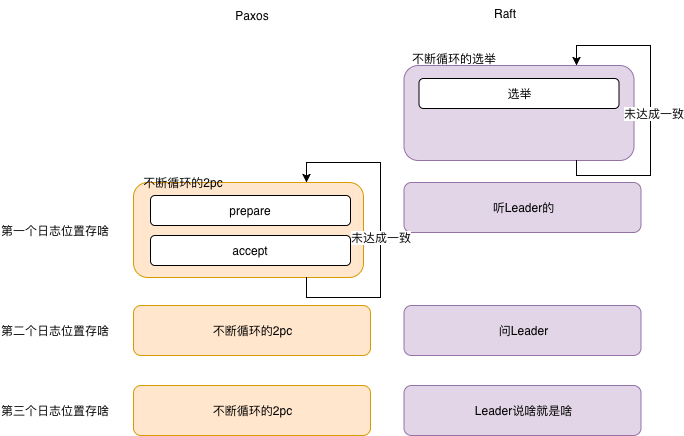 Paxos
Raft
不断循环的选举
选举
未达成一致
不断循环的2pc
prepare
accept
未达成一致
第一个日志位置存啥
听Leader的
第二个日志位置存啥
不断循环的2pc
问Leader
第三个日志位置存啥
不断循环的2pc
Leader说啥就是啥